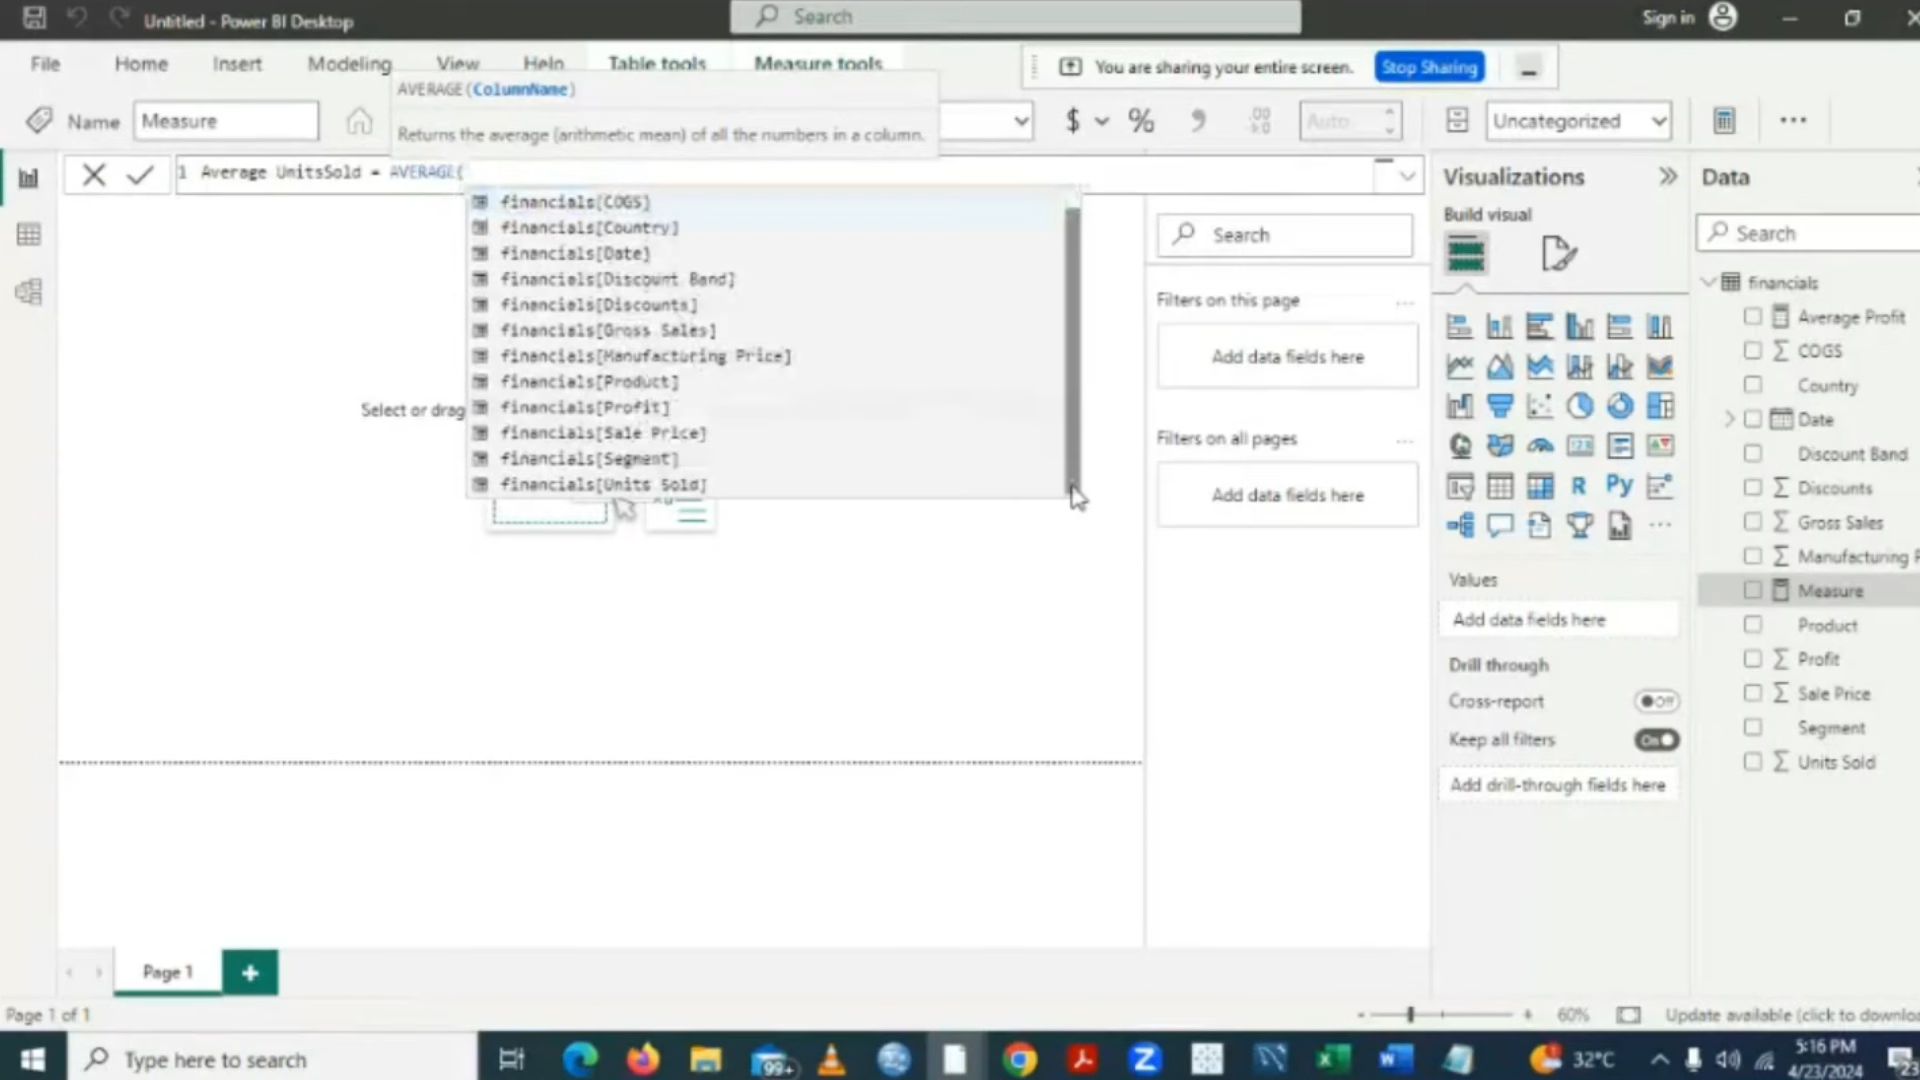 Untitled - Power BI Desktop
Search
Sign in
File
Home
Insert
Modeling
View
Help
Table tools
Measure tools
You are sharing your entire screen.
Stop Sharing
Name
Measure
AVERAGE(ColumnName)
Returns the average (arithmetic mean) of all the numbers in a column.
$
%
Auto
Uncategorized
1 Average UnitsSold = AVERAGE(
financials[COGS]
financials[Country]
financials[Date]
financials[Discount Band]
financials[Discounts]
financials[Gross Sales]
financials[Manufacturing Price]
financials[Product]
financials[Profit]
financials[Sale Price]
financials[Segment]
financials[Units Sold]
Select or drag
Search
Filters on this page
Add data fields here
Filters on all pages
Add data fields here
Visualizations
Build visual
R
Py
Values
Add data fields here
Drill through
Cross-report
Off
Keep all filters
On
Add drill-through fields here
Data
Search
financials
Average Profit
COGS
Country
Date
Discount Band
Discounts
Gross Sales
Manufacturing P
Measure
Product
Profit
Sale Price
Segment
Units Sold
Page 1
Page 1 of 1
60%
Update available (click to downloa
Type here to search
99+
32°C
5:16 PM
4/23/2024
23